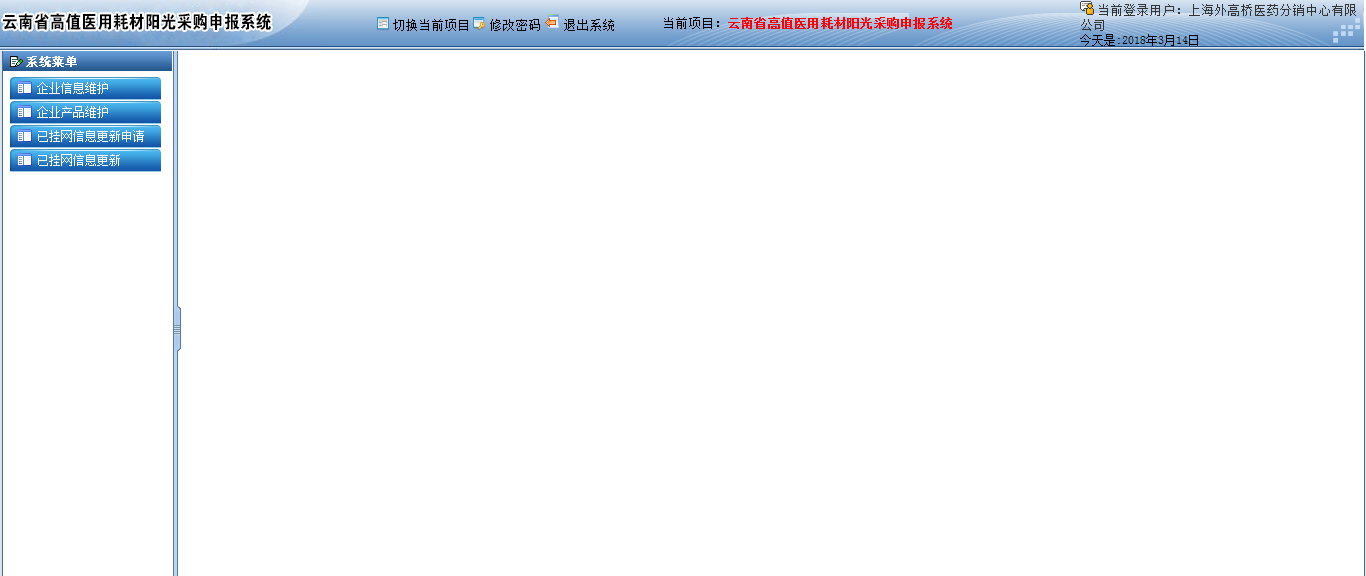 云南省高值医用耗材阳光采购申报系统
切换当前项目 修改密码 退出系统
当前项目：云南省高值医用耗材阳光采购申报系统
当前登录用户：上海外高桥医药分销中心有限
公司
今天是:2018年3月14日
系统菜单
企业信息维护
企业产品维护
已挂网信息更新申请
已挂网信息更新